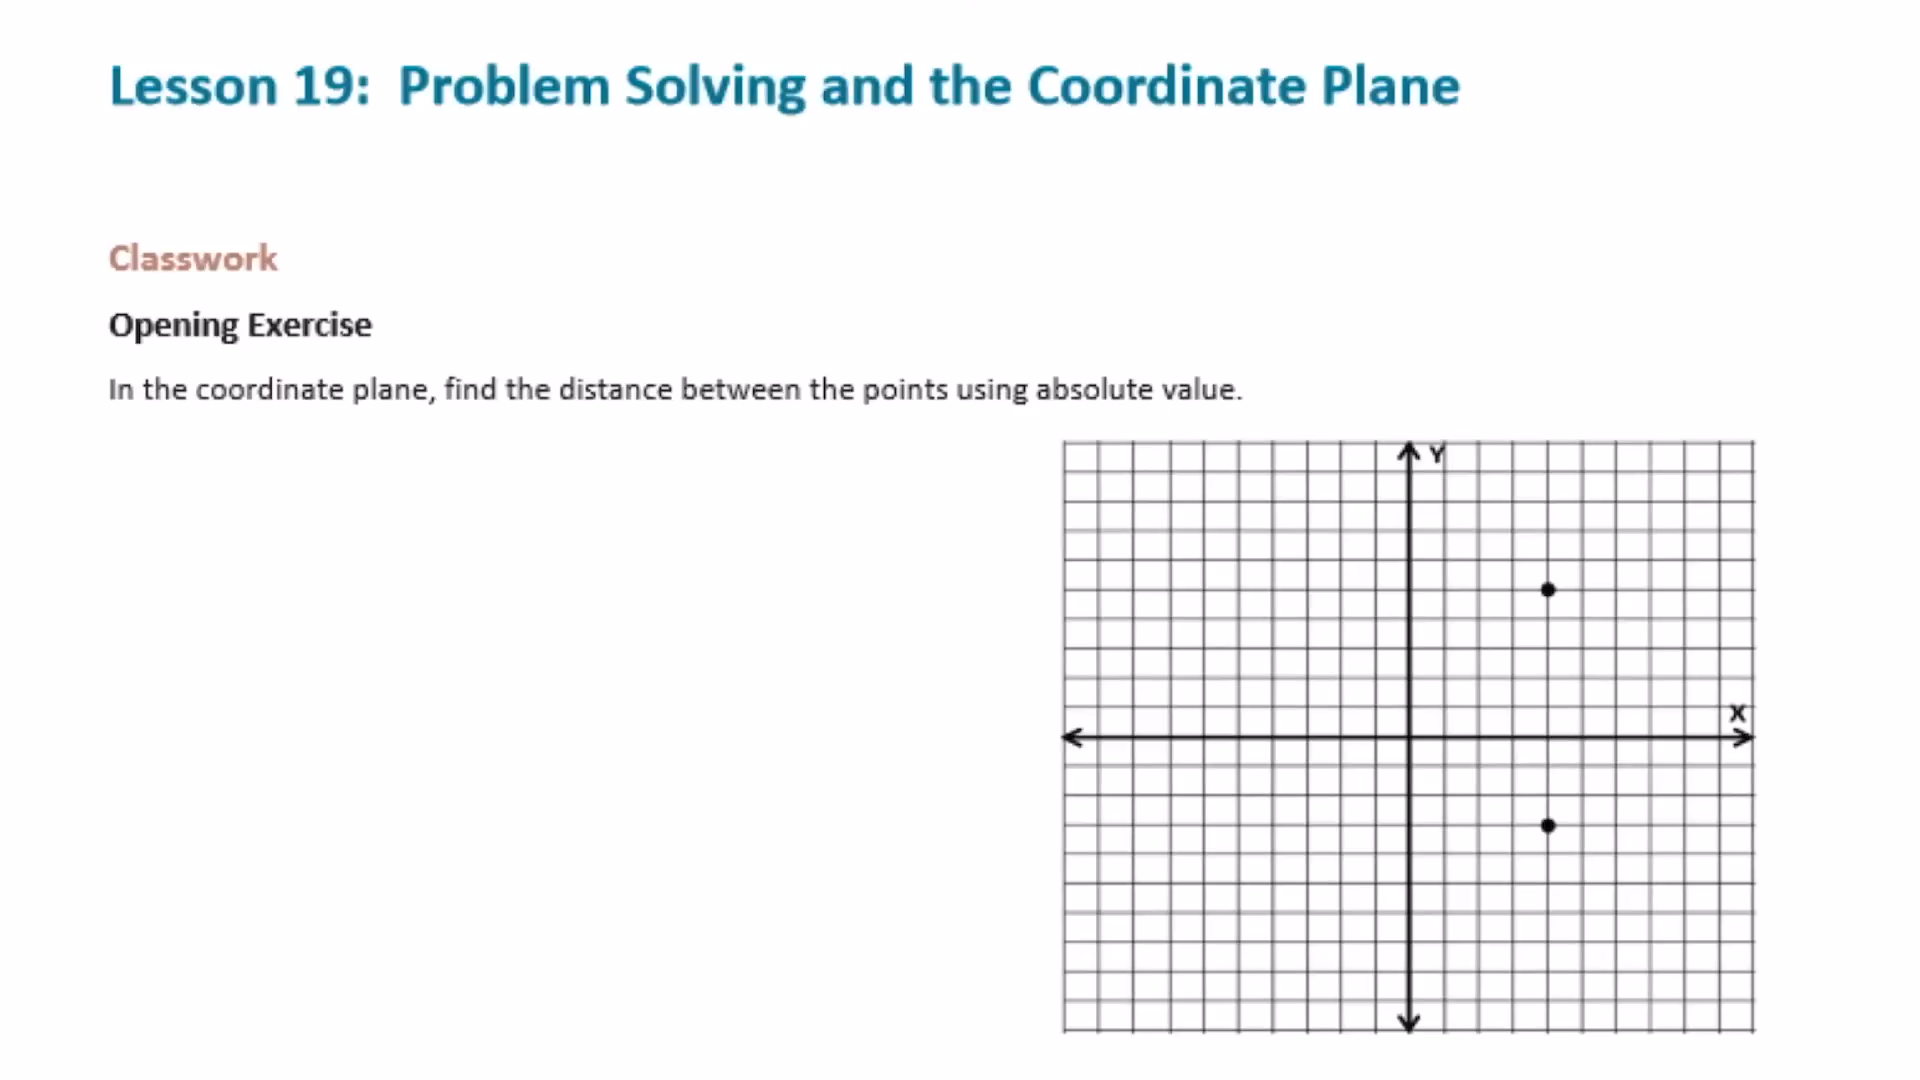 Lesson 19: Problem Solving and the Coordinate Plane
Classwork
Opening Exercise
In the coordinate plane, find the distance between the points using absolute value.
Y
X